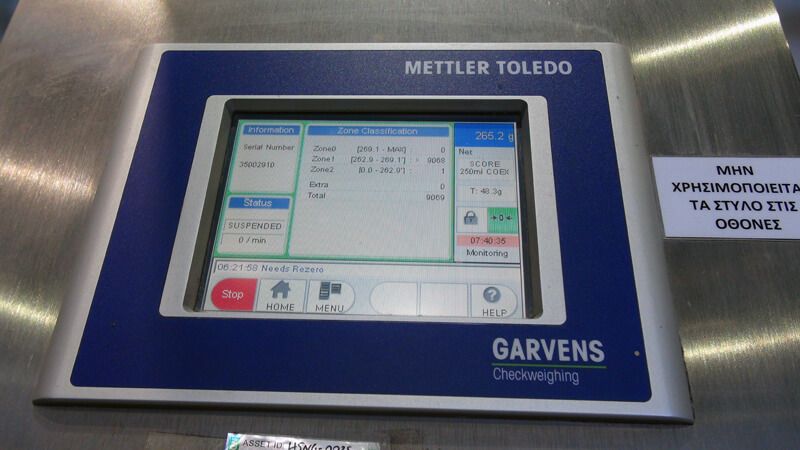 METTLER TOLEDO
Information
Serial Number
35002910
Status
SUSPENDED
0 / min
Zone Classification
Zone0 [269.1 - MAX] : 0
Zone1 [262.9 - 269.1'] : > 9068
Zone2 [0.0 - 262.9'] : 1
Extra : 0
Total : 9069
265.2 g
Net
SCORE
250ml COEX
T: 48.3g
→0←
07:40:35
Monitoring
06:21:58 Needs Rezero
Stop
HOME
MENU
HELP
GARVENS
Checkweighing
ΜΗΝ
ΧΡΗΣΙΜΟΠΟΙΕΙΤΑ
ΤΑ ΣΤΥΛΟ ΣΤΙΣ
ΟΘΟΝΕΣ
ASSET ID: